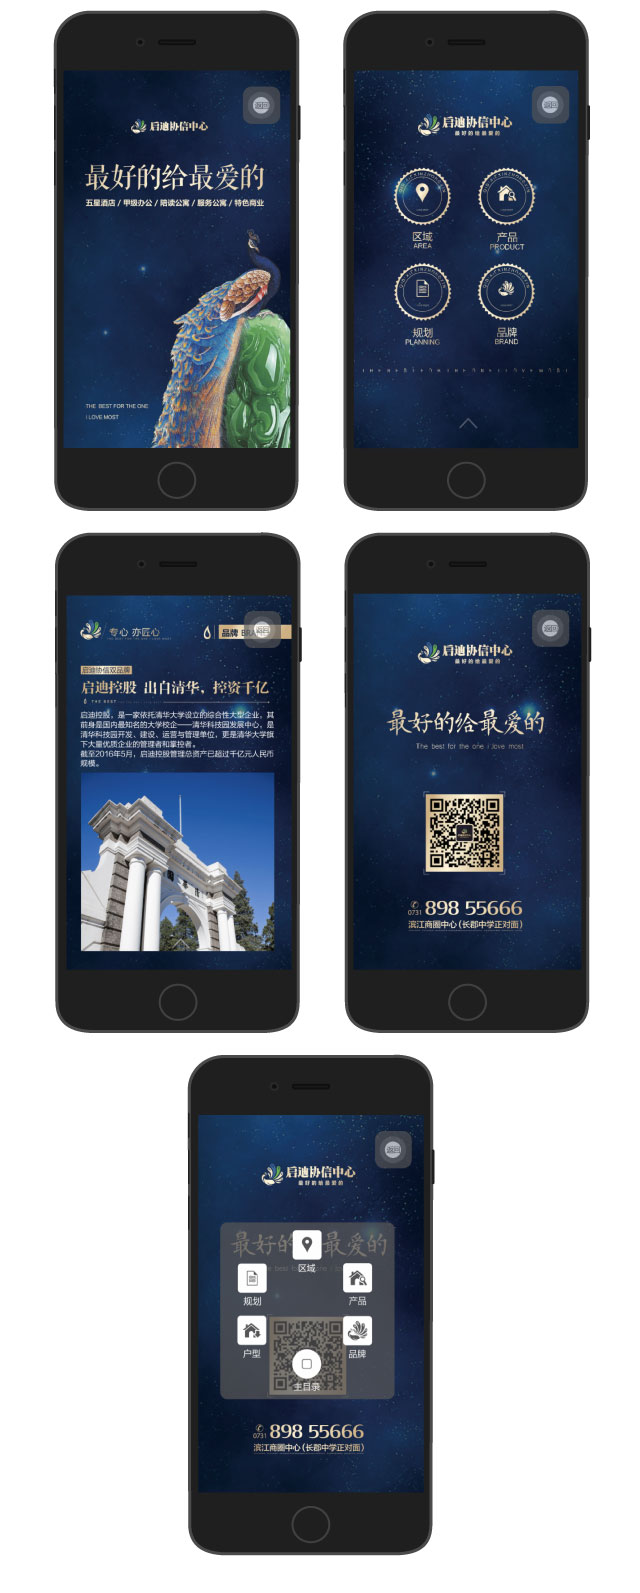 返回
启迪协信中心
最好的给最爱的
五星酒店 / 甲级办公 / 陪读公寓 / 服务公寓 / 特色商业
THE BEST FOR THE ONE
I LOVE MOST
返回
启迪协信中心
最好的给最爱的
区域
AREA
产品
PRODUCT
规划
PLANNING
品牌
BRAND
专心 亦匠心
品牌 BRA
返回
启迪协信双品牌
启迪控股 出自清华，控资千亿
THE BEST
启迪控股，是一家依托清华大学设立的综合性大型企业，其
前身是国内最知名的大学校企——清华科技园发展中心，是
清华科技园开发、建设、运营与管理单位，更是清华大学旗
下大量优质企业的管理者和掌控者。
截至2016年5月，启迪控股管理总资产已超过千亿元人民币
规模。
返回
启迪协信中心
最好的给最爱的
最好的给最爱的
The best for the one i love most
0731 898 55666
滨江商圈中心（长郡中学正对面）
返回
启迪协信中心
最好的给最爱的
最好的 最爱的
区域
规划
产品
户型
品牌
主目录
0731 898 55666
滨江商圈中心（长郡中学正对面）